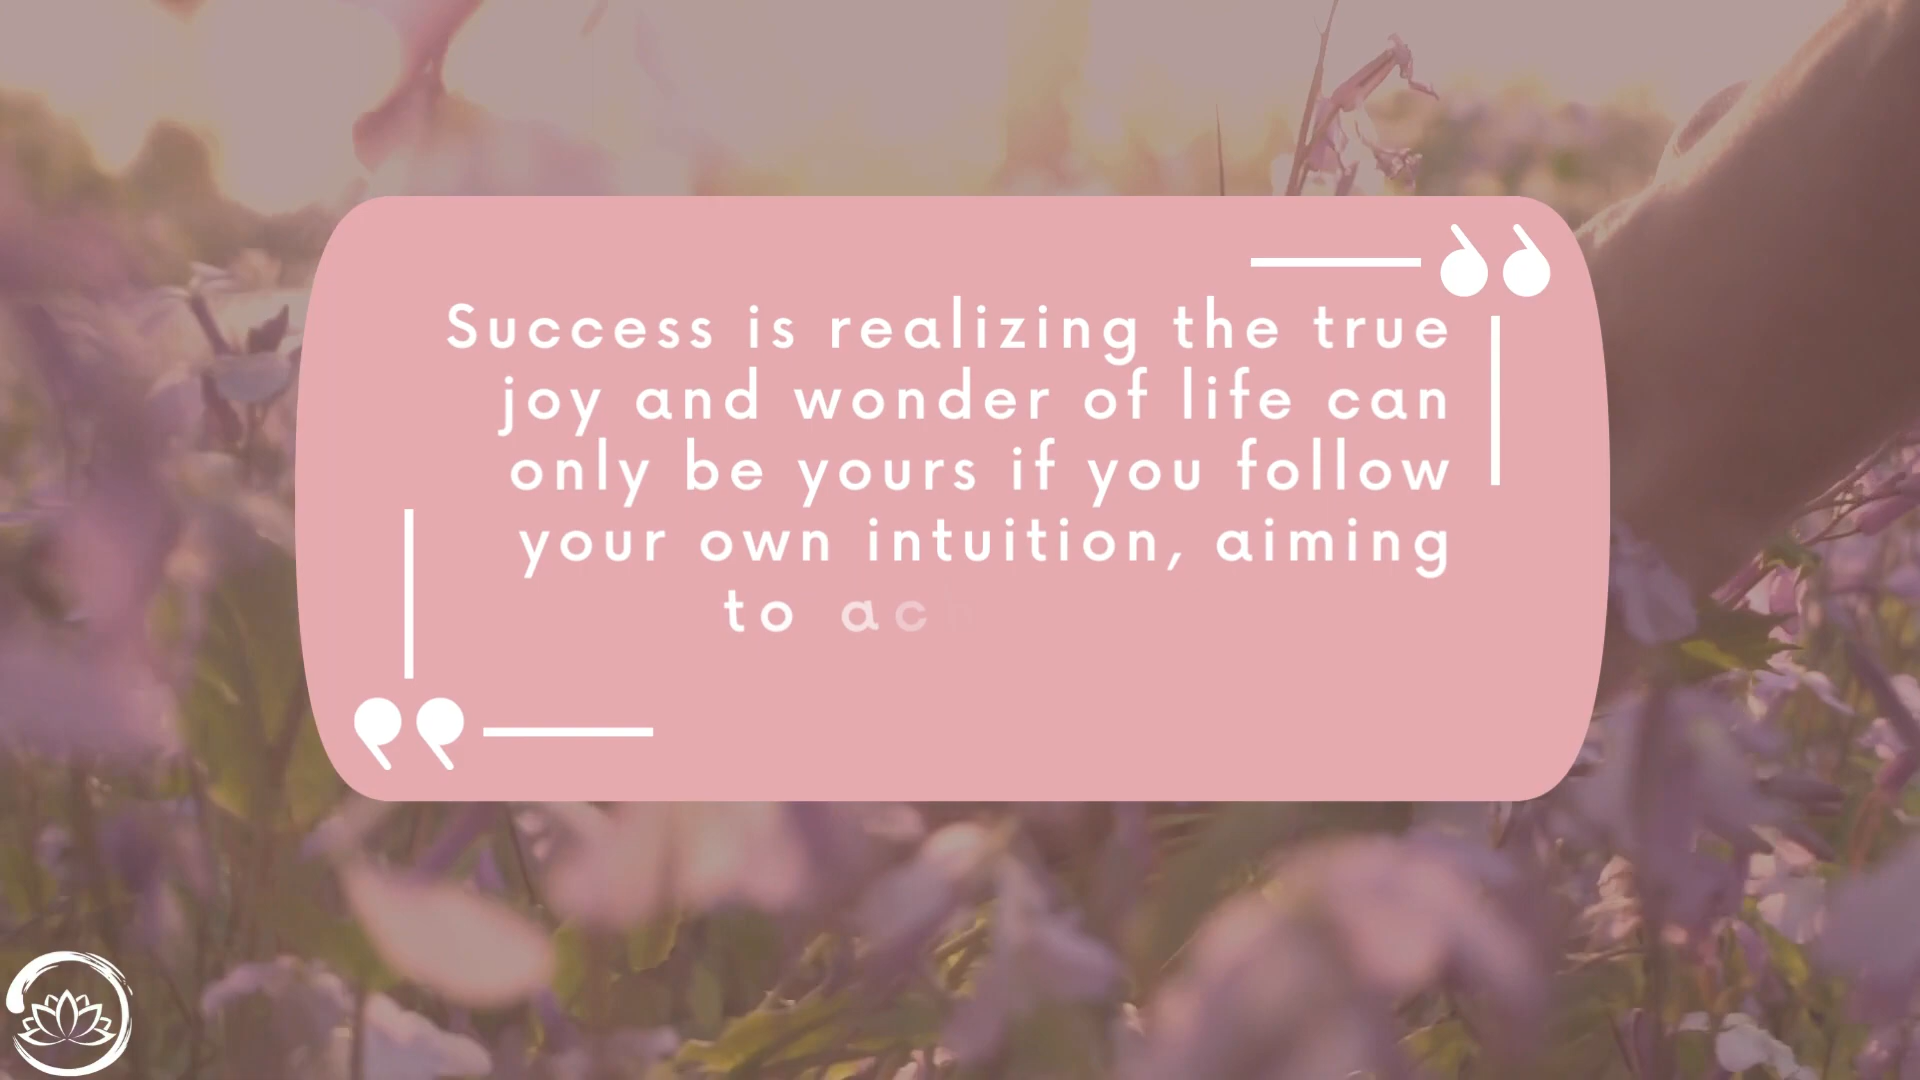 Success is realizing the true
joy and wonder of life can
only be yours if you follow
your own intuition, aiming
to